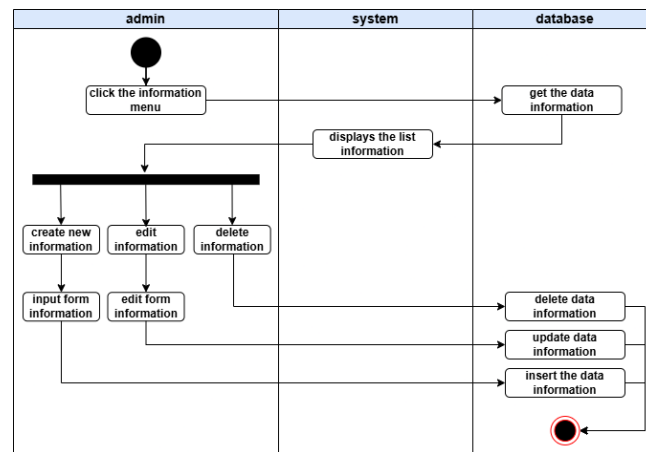 admin
system
database
click the information
menu
get the data
information
displays the list
information
create new
information
edit
information
delete
information
input form
information
edit form
information
delete data
information
update data
information
insert the data
information